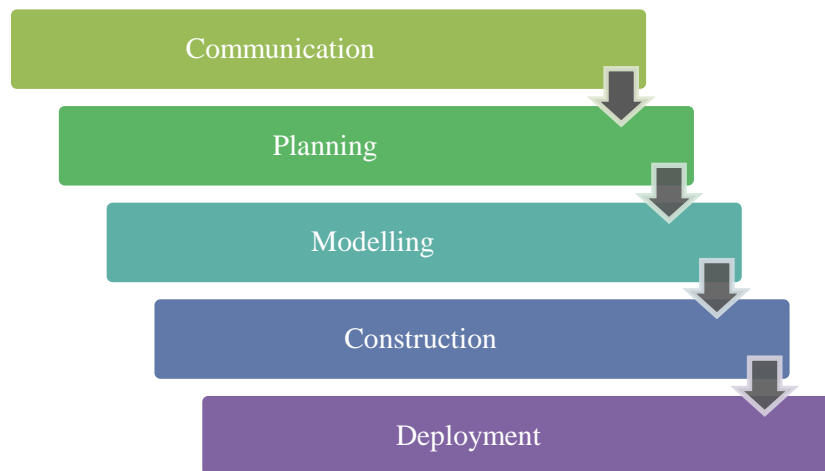 Communication
Planning
Modelling
Construction
Deployment